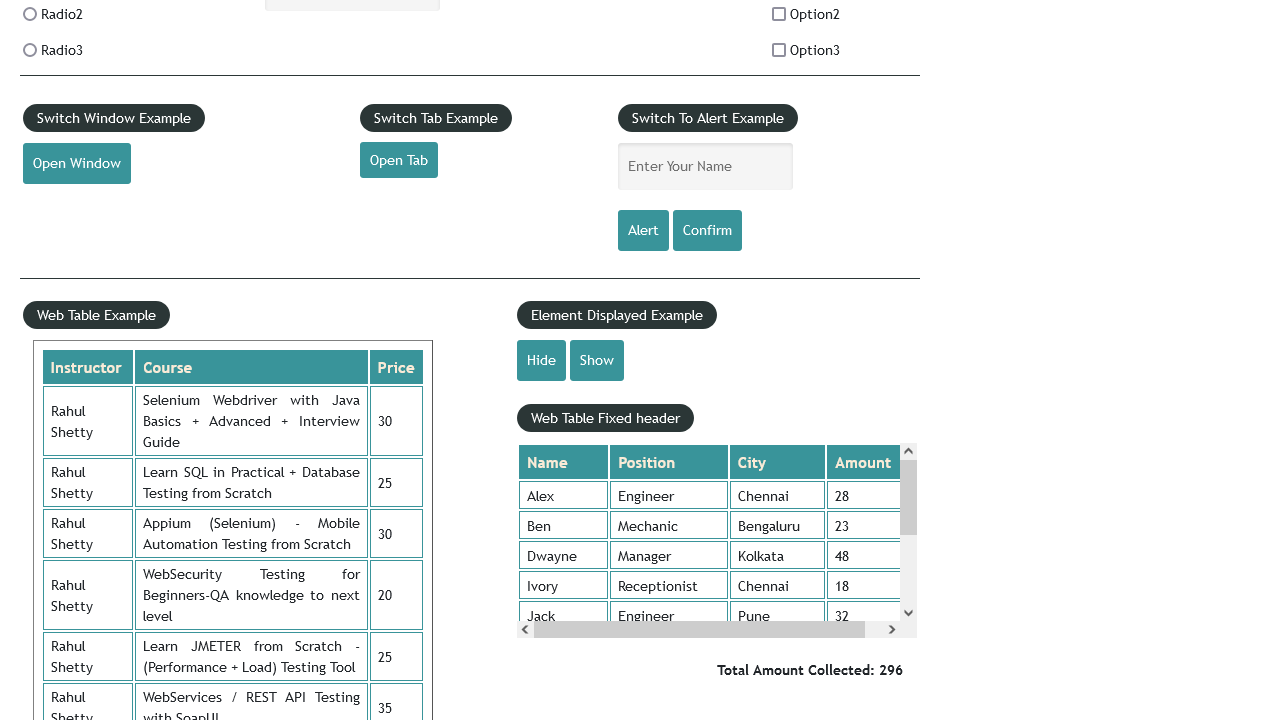 Radio2
Option2
Radio3
Option3
Switch Window Example
Switch Tab Example
Switch To Alert Example
Open Window
Open Tab
Enter Your Name
Alert
Confirm
Web Table Example
Element Displayed Example
Instructor Course Price
Rahul Shetty
Selenium Webdriver with Java
Basics + Advanced + Interview
Guide
30
Rahul
Shetty
Learn SQL in Practical + Database
Testing from Scratch
25
Rahul
Shetty
Appium (Selenium) - Mobile
Automation Testing from Scratch
30
Rahul
Shetty
WebSecurity Testing for
Beginners-QA knowledge to next
level
20
Rahul
Shetty
Learn JMETER from Scratch -
(Performance + Load) Testing Tool
25
Rahul
Shetty
WebServices / REST API Testing
with SoapUI
35
Hide
Show
Web Table Fixed header
Name Position City Amount
Alex Engineer Chennai 28
Ben Mechanic Bengaluru 23
Dwayne Manager Kolkata 48
Ivory Receptionist Chennai 18
Jack Engineer Pune 32
Total Amount Collected: 296